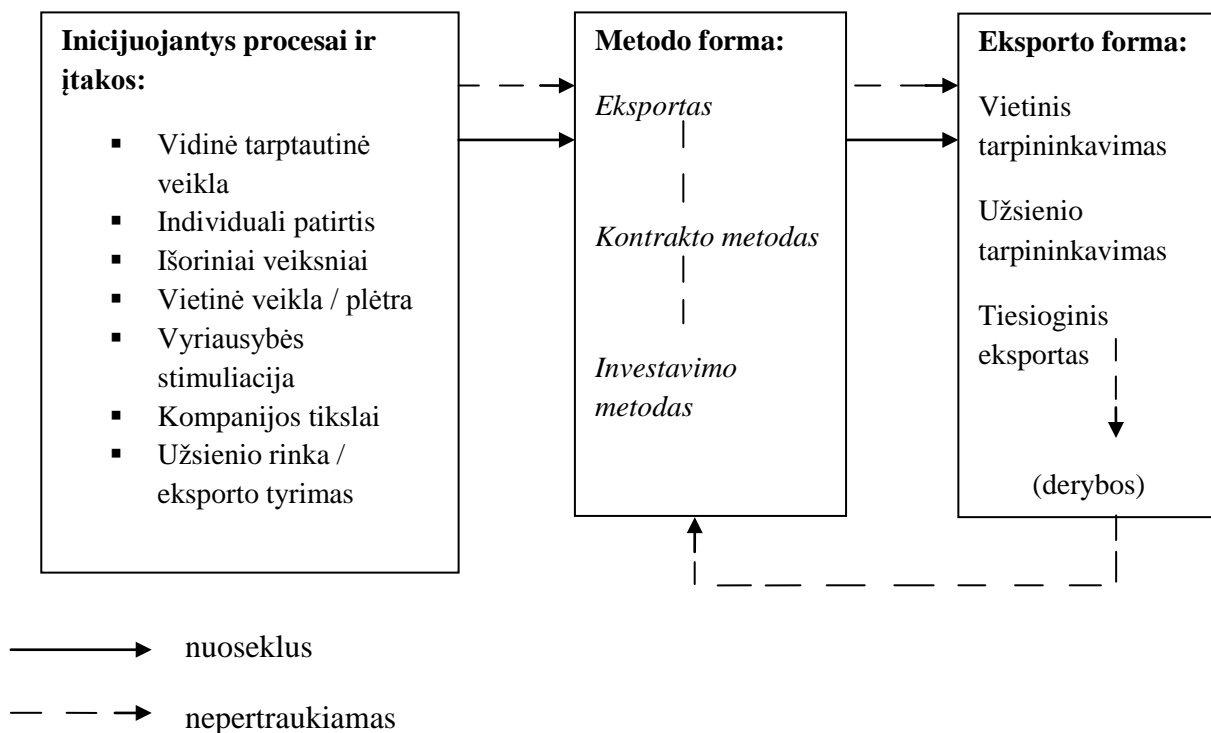 Inicijuojantys procesai ir
įtakos:
▪ Vidinė tarptautinė
veikla
▪ Individuali patirtis
▪ Išoriniai veiksniai
▪ Vietinė veikla / plėtra
▪ Vyriausybės
stimuliacija
▪ Kompanijos tikslai
▪ Užsienio rinka /
eksporto tyrimas
Metodo forma:
Eksportas
Kontrakto metodas
Investavimo
metodas
Eksporto forma:
Vietinis
tarpininkavimas
Užsienio
tarpininkavimas
Tiesioginis
eksportas
(derybos)
nuoseklus
nepertraukiamas